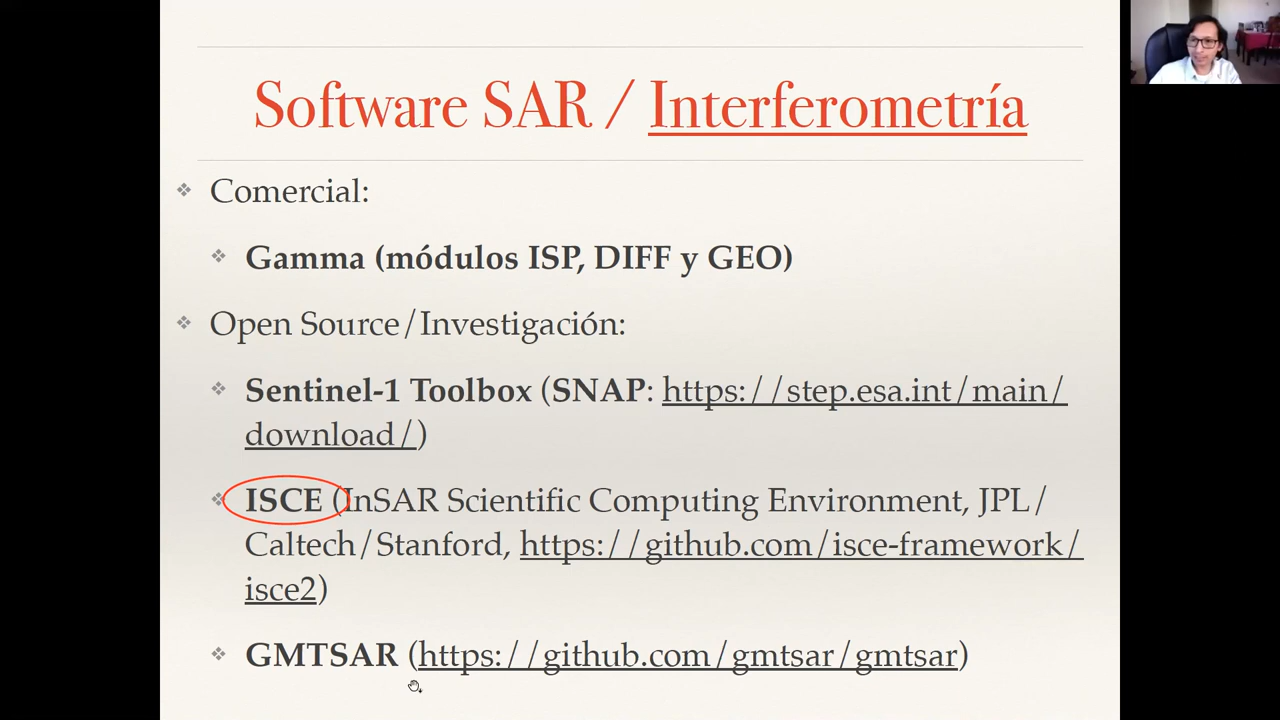 Software SAR / Interferometría
Comercial:
Gamma (módulos ISP, DIFF y GEO)
Open Source/Investigación:
Sentinel-1 Toolbox (SNAP: https://step.esa.int/main/
download/)
ISCE (InSAR Scientific Computing Environment, JPL/
Caltech/Stanford, https://github.com/isce-framework/
isce2)
GMTSAR (https://github.com/gmtsar/gmtsar)